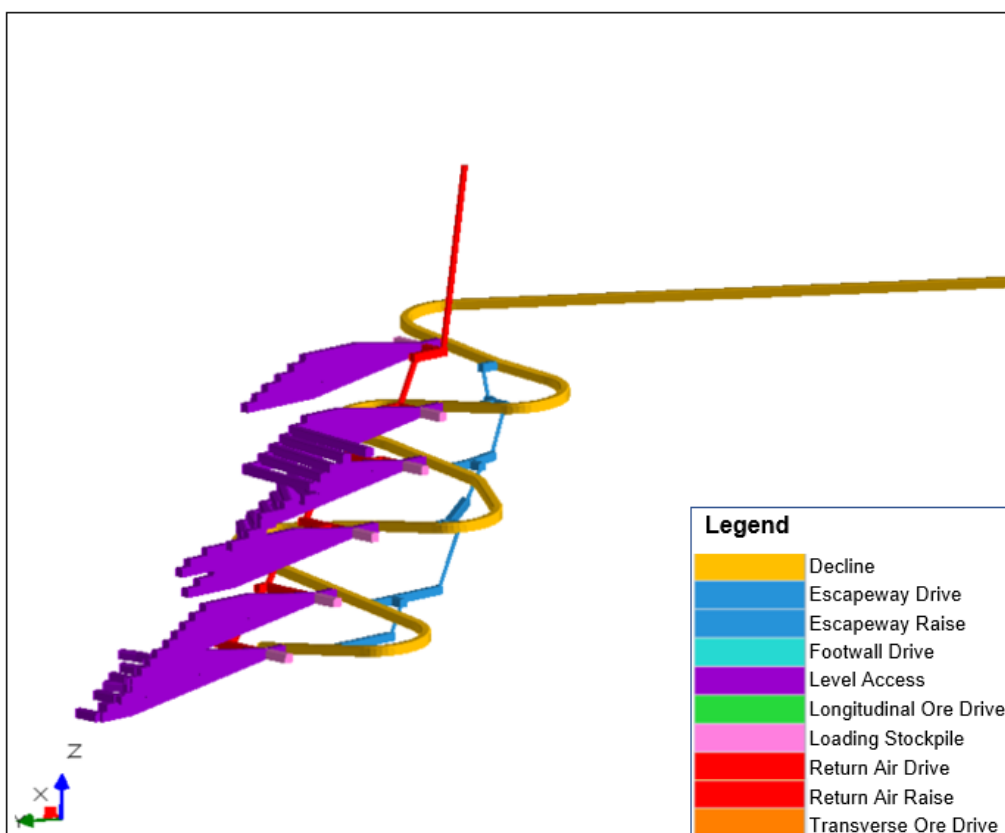 Legend
Decline
Escapeway Drive
Escapeway Raise
Footwall Drive
Level Access
Longitudinal Ore Drive
Loading Stockpile
Return Air Drive
Return Air Raise
Transverse Ore Drive
Z
X
Y